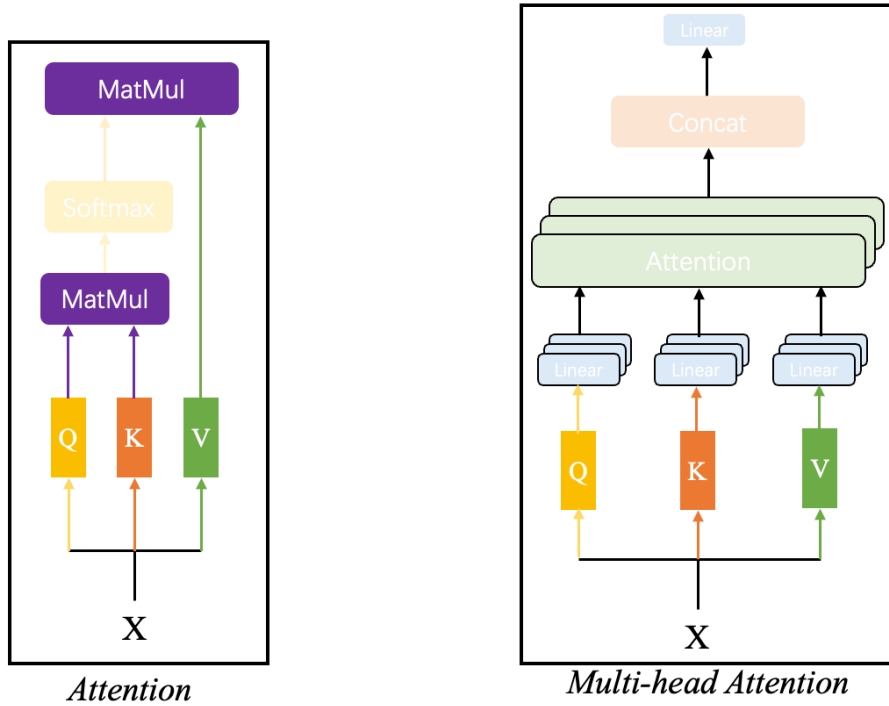 MatMul
Softmax
MatMul
Q K V
X
Attention
Linear
Concat
Attention
Linear Linear Linear
Q K V
X
Multi-head Attention